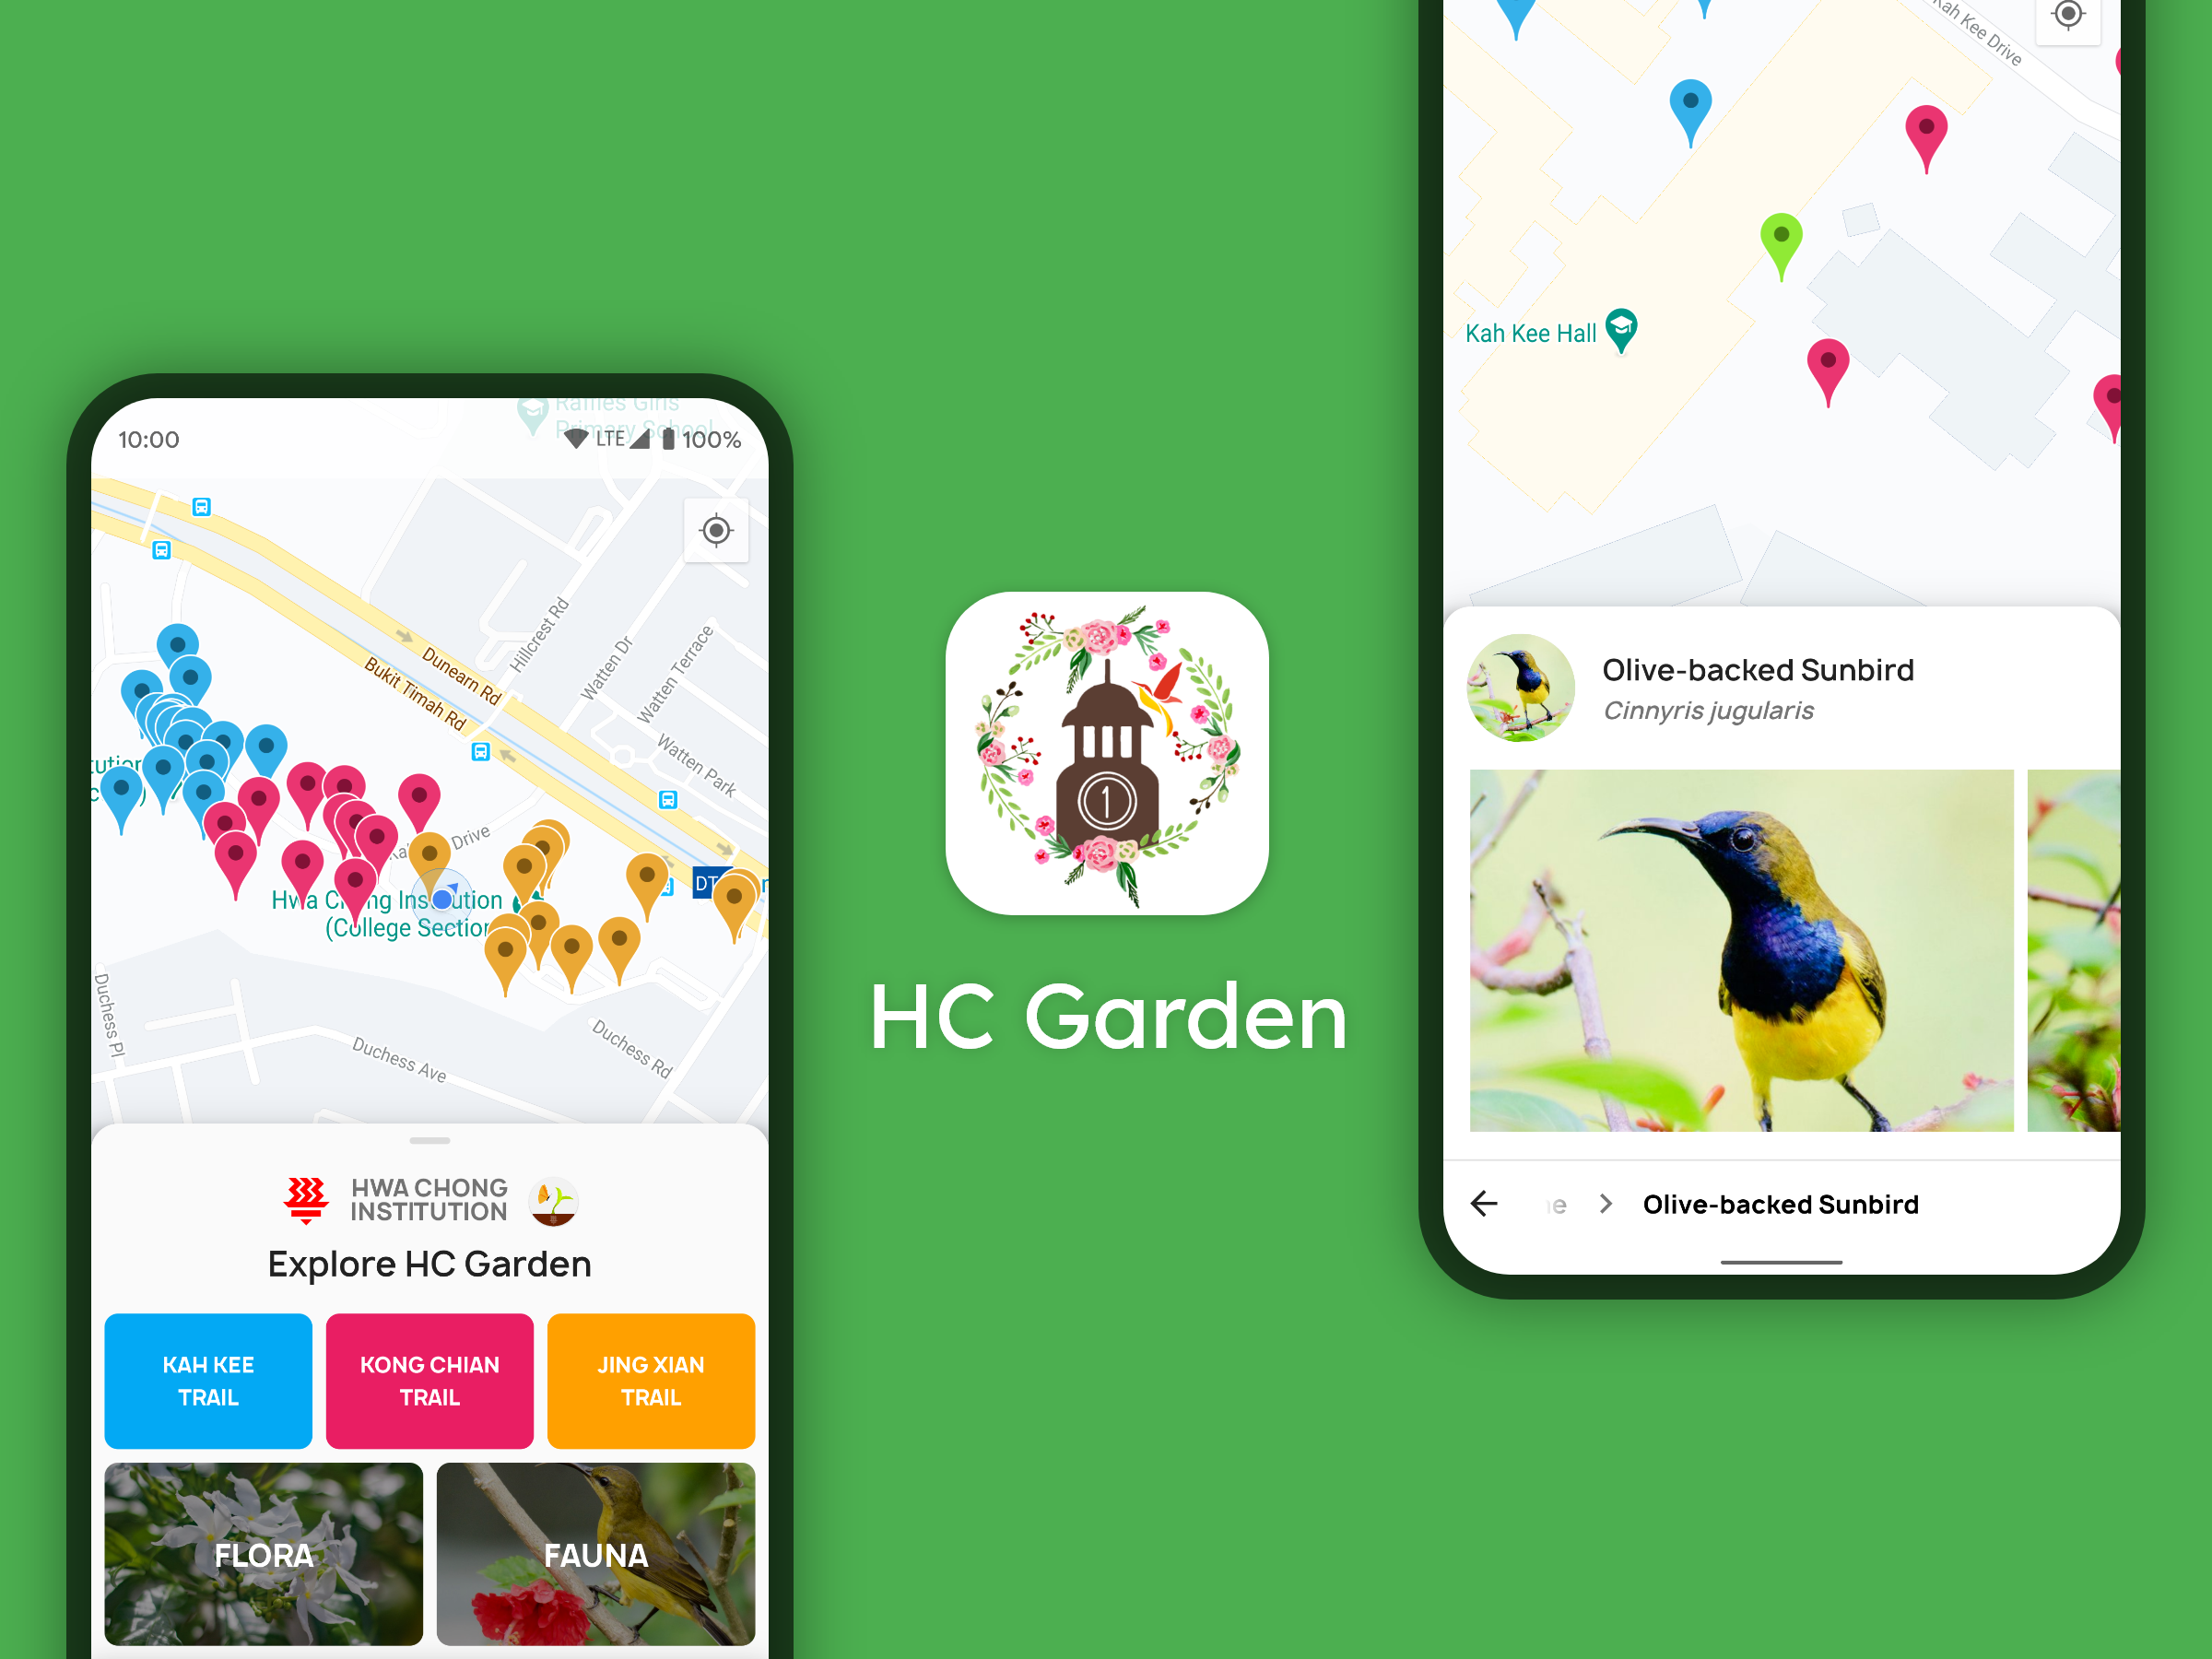 10:00
LTE
100%
Raffles Girls
Primary School
Hillcrest Rd
Watten Dr
Watten Terrace
Watten Park
Dunearn Rd
Bukit Timah Rd
Drive
DT
Hwa Chong Institution
(College Section
Duchess Pl
Duchess Ave
Duchess Rd
HWA CHONG
INSTITUTION
Explore HC Garden
KAH KEE
TRAIL
KONG CHIAN
TRAIL
JING XIAN
TRAIL
FLORA
FAUNA
1
HC Garden
Kah Kee Drive
Kah Kee Hall
Olive-backed Sunbird
Cinnyris jugularis
Olive-backed Sunbird